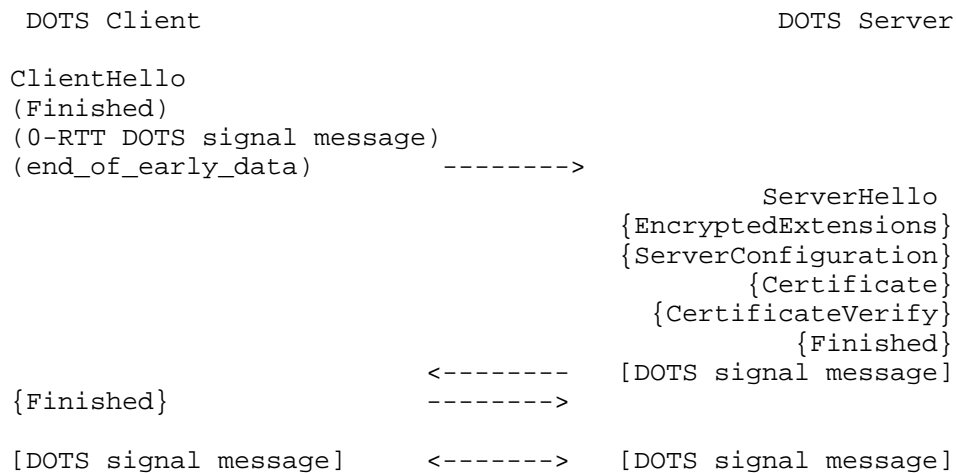 DOTS Client                                    DOTS Server

ClientHello
(Finished)
(0-RTT DOTS signal message)
(end_of_early_data)        -------->
                                               ServerHello
                                     {EncryptedExtensions}
                                     {ServerConfiguration}
                                             {Certificate}
                                       {CertificateVerify}
                                                {Finished}
                          <--------   [DOTS signal message]
{Finished}                -------->

[DOTS signal message]     <------->   [DOTS signal message]